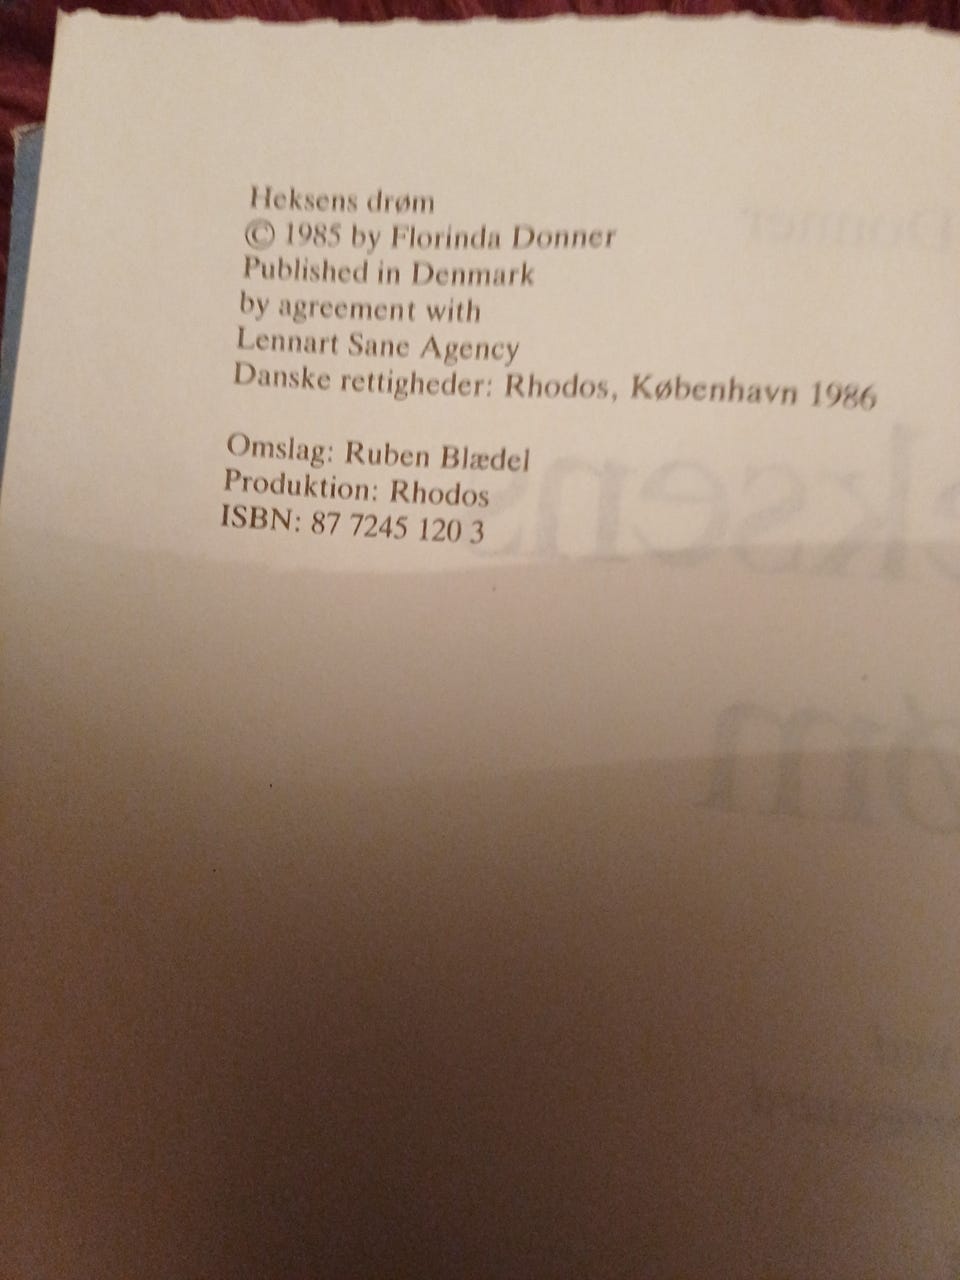 Heksens drøm
© 1985 by Florinda Donner
Published in Denmark
by agreement with
Lennart Sane Agency
Danske rettigheder: Rhodos, København 1986
Omslag: Ruben Blædel
Produktion: Rhodos
ISBN: 87 7245 120 3